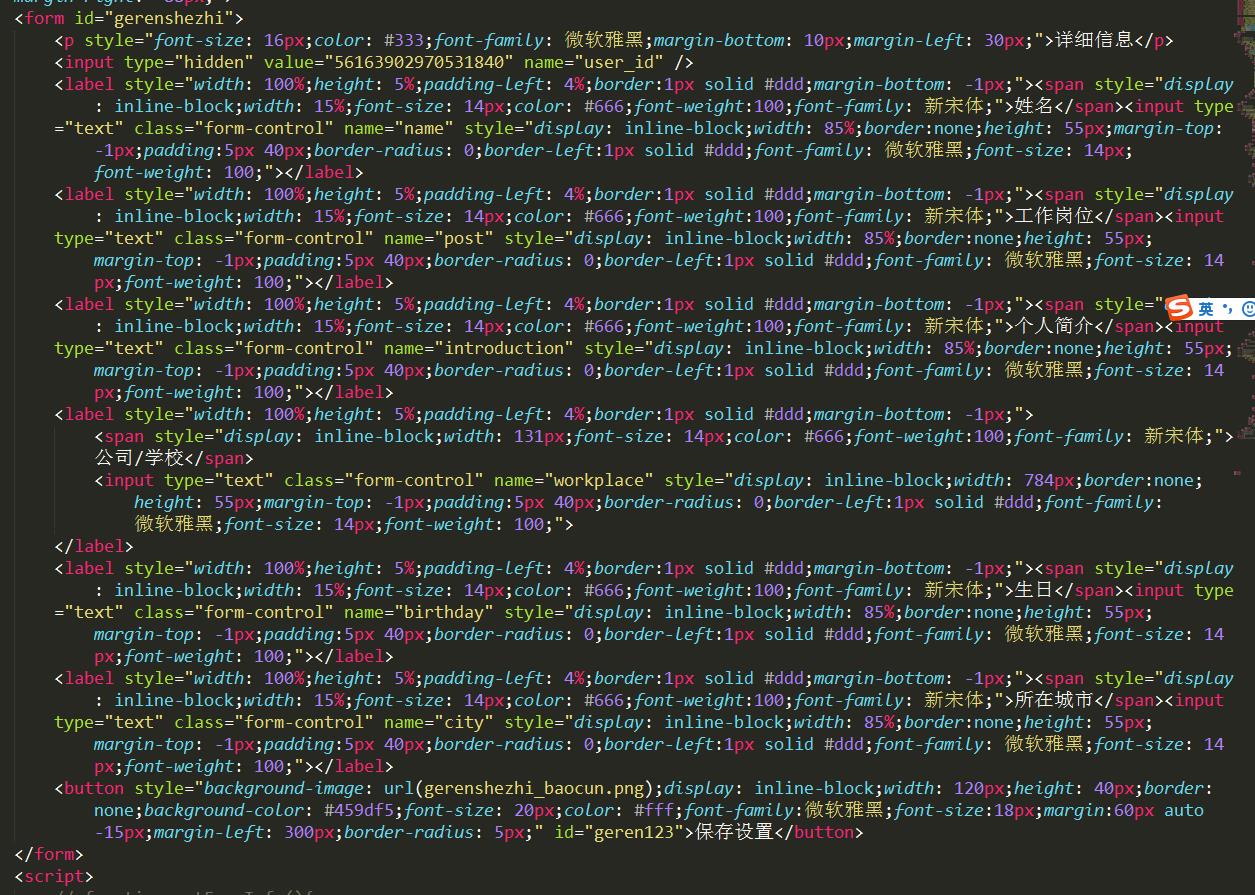 <form id="gerenshezhi">
<p style="font-size: 16px;color: #333;font-family: 微软雅黑;margin-bottom: 10px;margin-left: 30px;">详细信息</p>
<input type="hidden" value="56163902970531840" name="user_id" />
<label style="width: 100%;height: 5%;padding-left: 4%;border:1px solid #ddd;margin-bottom: -1px;"><span style="display
: inline-block;width: 15%;font-size: 14px;color: #666;font-weight:100;font-family: 新宋体;">姓名</span><input type
="text" class="form-control" name="name" style="display: inline-block;width: 85%;border:none;height: 55px;margin-top:
-1px;padding:5px 40px;border-radius: 0;border-left:1px solid #ddd;font-family: 微软雅黑;font-size: 14px;
font-weight: 100;"></label>
<label style="width: 100%;height: 5%;padding-left: 4%;border:1px solid #ddd;margin-bottom: -1px;"><span style="display
: inline-block;width: 15%;font-size: 14px;color: #666;font-weight:100;font-family: 新宋体;">工作岗位</span><input
type="text" class="form-control" name="post" style="display: inline-block;width: 85%;border:none;height: 55px;
margin-top: -1px;padding:5px 40px;border-radius: 0;border-left:1px solid #ddd;font-family: 微软雅黑;font-size: 14
px;font-weight: 100;"></label>
<label style="width: 100%;height: 5%;padding-left: 4%;border:1px solid #ddd;margin-bottom: -1px;"><span style="
英
: inline-block;width: 15%;font-size: 14px;color: #666;font-weight:100;font-family: 新宋体;">个人简介</span><input
type="text" class="form-control" name="introduction" style="display: inline-block;width: 85%;border:none;height: 55px;
margin-top: -1px;padding:5px 40px;border-radius: 0;border-left:1px solid #ddd;font-family: 微软雅黑;font-size: 14
px;font-weight: 100;"></label>
<label style="width: 100%;height: 5%;padding-left: 4%;border:1px solid #ddd;margin-bottom: -1px;">
<span style="display: inline-block;width: 131px;font-size: 14px;color: #666;font-weight:100;font-family: 新宋体;">
公司/学校</span>
<input type="text" class="form-control" name="workplace" style="display: inline-block;width: 784px;border:none;
height: 55px;margin-top: -1px;padding:5px 40px;border-radius: 0;border-left:1px solid #ddd;font-family:
微软雅黑;font-size: 14px;font-weight: 100;">
</label>
<label style="width: 100%;height: 5%;padding-left: 4%;border:1px solid #ddd;margin-bottom: -1px;"><span style="display
: inline-block;width: 15%;font-size: 14px;color: #666;font-weight:100;font-family: 新宋体;">生日</span><input type
="text" class="form-control" name="birthday" style="display: inline-block;width: 85%;border:none;height: 55px;
margin-top: -1px;padding:5px 40px;border-radius: 0;border-left:1px solid #ddd;font-family: 微软雅黑;font-size: 14
px;font-weight: 100;"></label>
<label style="width: 100%;height: 5%;padding-left: 4%;border:1px solid #ddd;margin-bottom: -1px;"><span style="display
: inline-block;width: 15%;font-size: 14px;color: #666;font-weight:100;font-family: 新宋体;">所在城市</span><input
type="text" class="form-control" name="city" style="display: inline-block;width: 85%;border:none;height: 55px;
margin-top: -1px;padding:5px 40px;border-radius: 0;border-left:1px solid #ddd;font-family: 微软雅黑;font-size: 14
px;font-weight: 100;"></label>
<button style="background-image: url(gerenshezhi_baocun.png);display: inline-block;width: 120px;height: 40px;border:
none;background-color: #459df5;font-size: 20px;color: #fff;font-family:微软雅黑;font-size:18px;margin:60px auto
-15px;margin-left: 300px;border-radius: 5px;" id="geren123">保存设置</button>
</form>
<script>